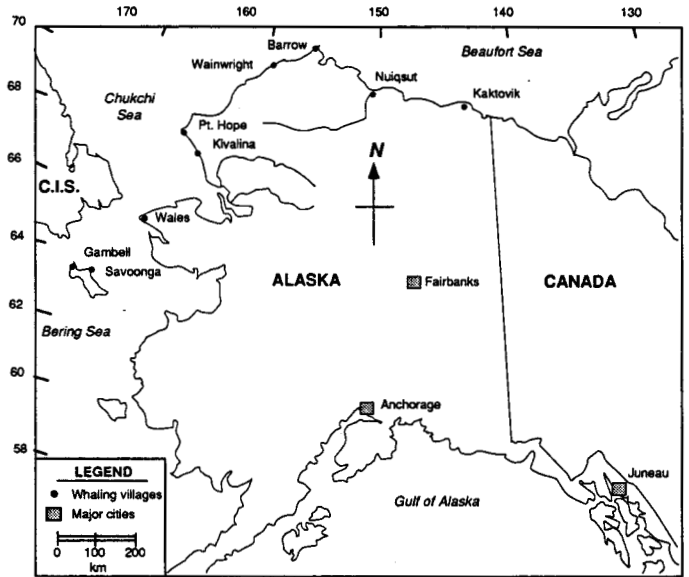 170 160 150 140 130
70
Barrow
Beaufort Sea
Wainwright
Nuiqsut
Kaktovik
68
Chukchi
Sea
Pt. Hope
Kivalina
66
N
C.I.S.
Wales
64
Gambell
Savoonga
ALASKA
Fairbanks
CANADA
62
Bering Sea
60
Anchorage
58
LEGEND
Whaling villages
Major cities
0 100 200
km
Gulf of Alaska
Juneau